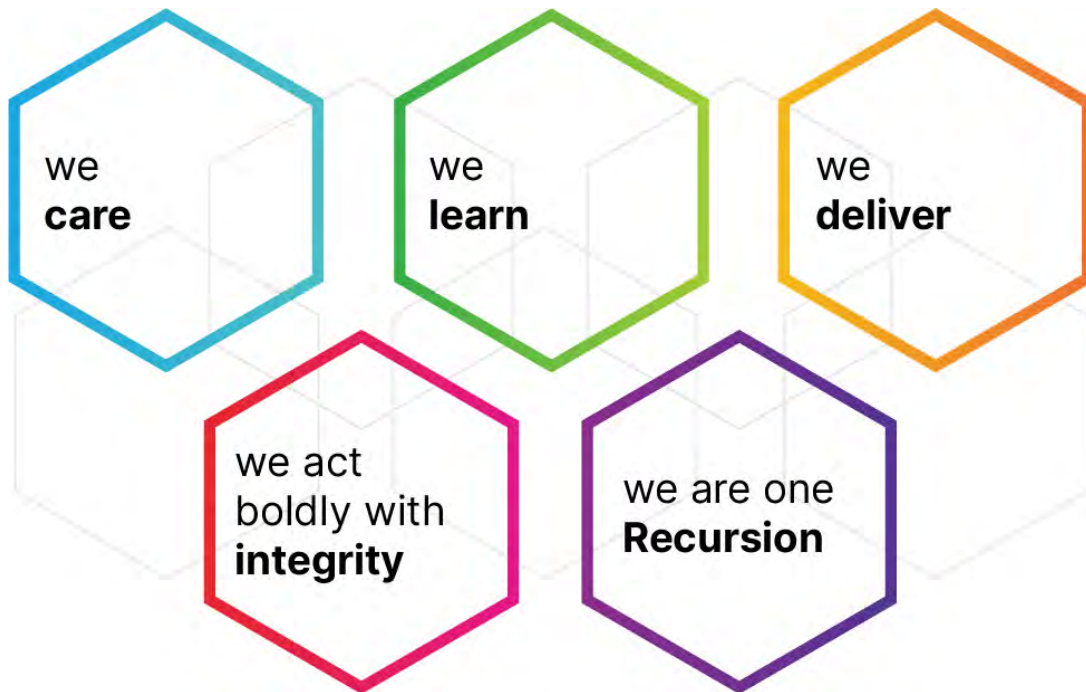 we
care
we
learn
we
deliver
we act
boldly with
integrity
we are one
Recursion